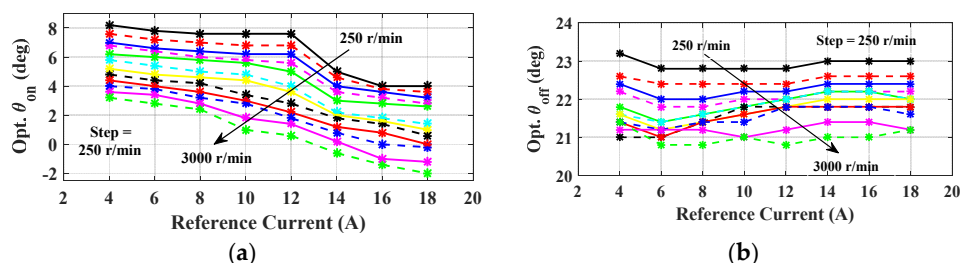 Opt. θon (deg)
8
6
4
2
0
-2
250 r/min
Step =
250 r/min
3000 r/min
2 4 6 8 10 12 14 16 18 20
Reference Current (A)
(a)
Opt. θoff (deg)
24
23
22
21
20
250 r/min
Step = 250 r/min
3000 r/min
2 4 6 8 10 12 14 16 18 20
Reference Current (A)
(b)